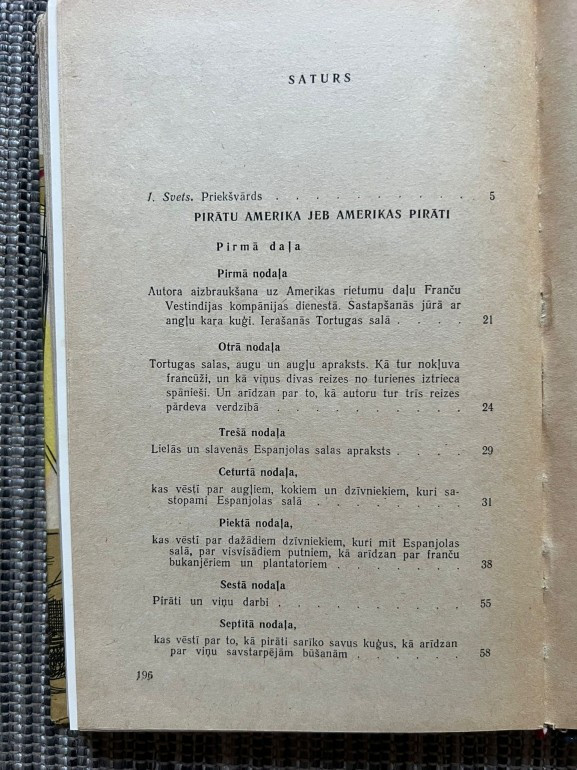 SATURS
I. Svets. Priekšvārds . . . . . . . . . . 5
PIRĀTU AMERIKA JEB AMERIKAS PIRĀTI
Pirmā daļa
Pirmā nodaļa
Autora aizbraukšana uz Amerikas rietumu daļu Franču
Vestindijas kompānijas dienestā. Sastapšanās jūrā ar
angļu kara kuģi. Ierašanās Tortugas salā . . . . 21
Otrā nodaļa
Tortugas salas, augu un augļu apraksts. Kā tur nokļuva
francūži, un kā viņus divas reizes no turienes iztrieca
spānieši. Un arīdzan par to, kā autoru tur trīs reizes
pārdeva verdzībā . . . . . . . . . . 24
Trešā nodaļa
Lielās un slavenās Espanjolas salas apraksts . . . . 29
Ceturtā nodaļa,
kas vēstī par augļiem, kokiem un dzīvniekiem, kuri sa-
stopami Espanjolas salā . . . . . . . . 31
Piektā nodaļa,
kas vēstī par dažādiem dzīvniekiem, kuri mīt Espanjolas
salā, par visvisādiem putniem, kā arīdzan par franču
bukanjēriem un plantatoriem . . . . . . . 38
Sestā nodaļa
Pirāti un viņu darbi . . . . . . . . . 55
Septītā nodaļa,
kas vēstī par to, kā pirāti sarīko savus kuģus, kā arīdzan
par viņu savstarpējām būšanām . . . . . . 58
196